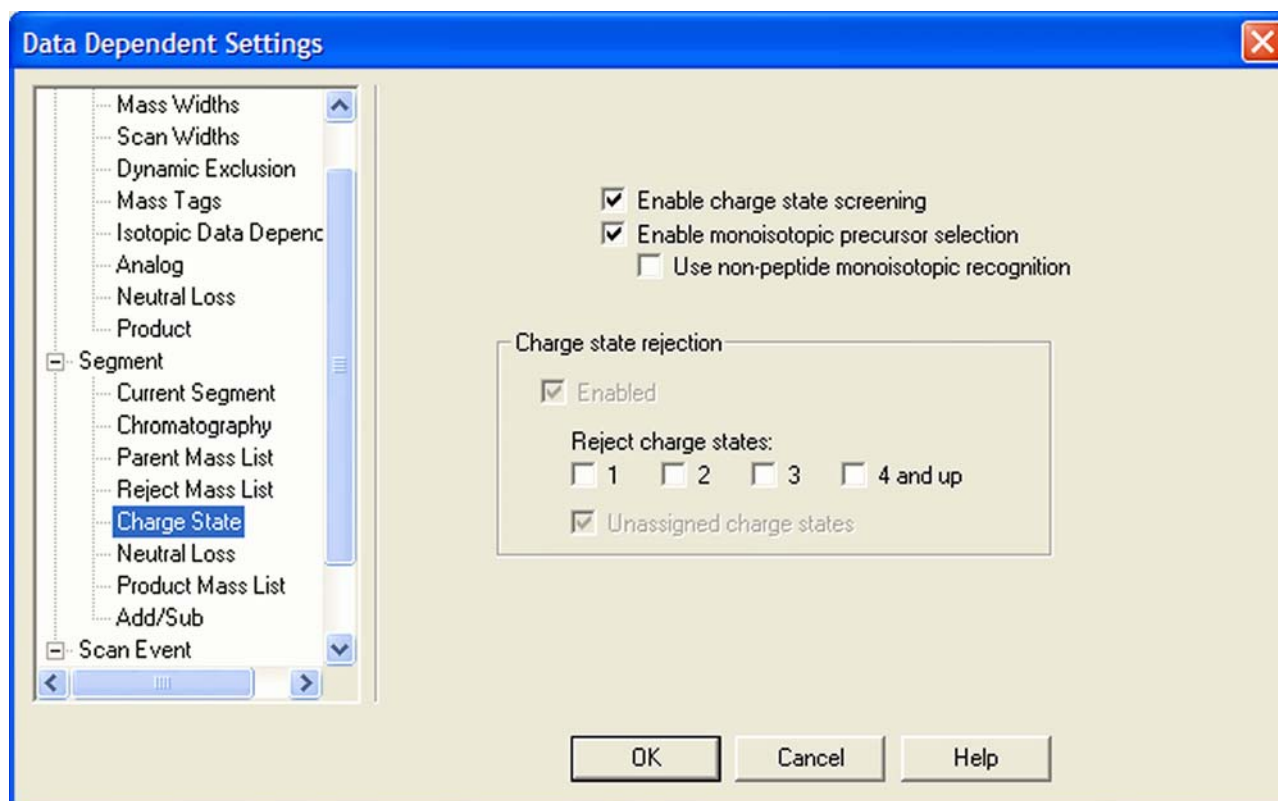 Data Dependent Settings
Mass Widths
Scan Widths
Dynamic Exclusion
Mass Tags
Isotopic Data Depenc
Analog
Neutral Loss
Product
Segment
Current Segment
Chromatography
Parent Mass List
Reject Mass List
Charge State
Neutral Loss
Product Mass List
Add/Sub
Scan Event
Enable charge state screening
Enable monoisotopic precursor selection
Use non-peptide monoisotopic recognition
Charge state rejection
Enabled
Reject charge states:
1 2 3 4 and up
Unassigned charge states
OK Cancel Help